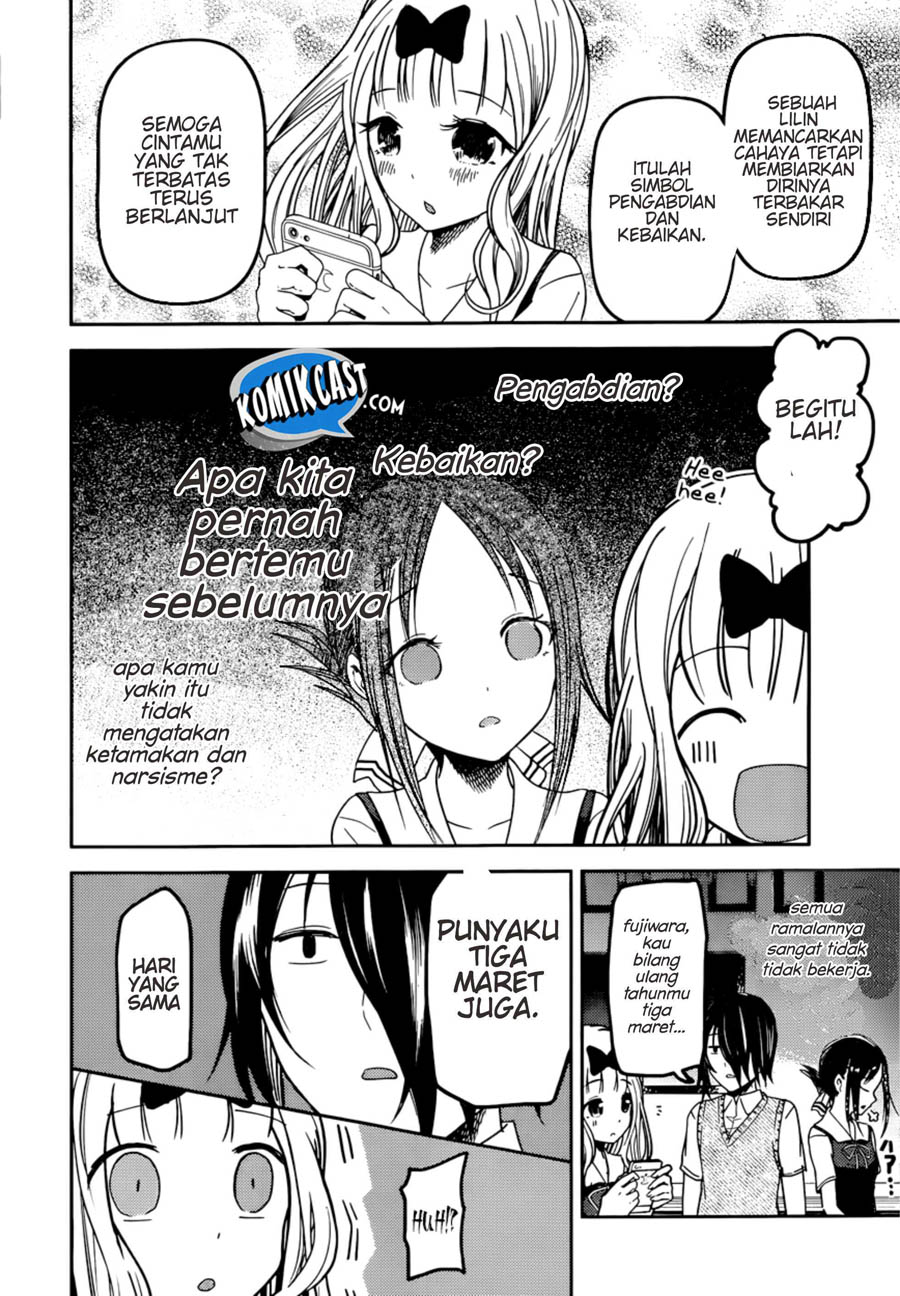 SEBUAH
LILIN
MEMANCARKAN
CAHAYA TETAPI
MEMBIARKAN
DIRINYA
TERBAKAR
SENDIRI
ITULAH
SIMBOL
PENGABDIAN
DAN
KEBAIKAN.
SEMOGA
CINTAMU
YANG TAK
TERBATAS
TERUS
BERLANJUT
BEGITU
LAH!
Hee
hee!
Pengabdian?
Kebaikan?
KOMIKCAST
.COM
Apa kita
pernah
bertemu
sebelumnya
apa kamu
yakin itu
tidak
mengatakan
ketamakan dan
narsisme?
semua
ramalannya
sangat tidak
tidak bekerja.
fujiwara,
kau
bilang
ulang
tahunmu
tiga
maret...
ハァ...
PUNYAKU
TIGA
MARET
JUGA.
HARI
YANG
SAMA
HUH!?